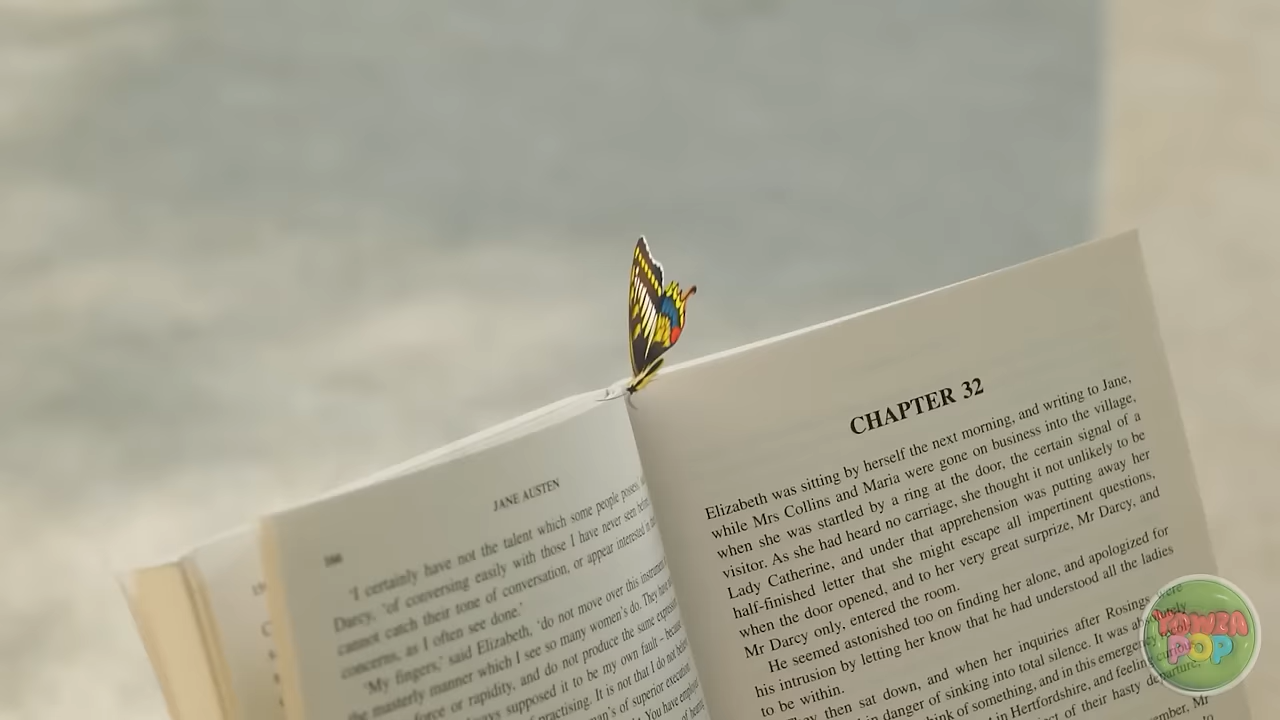 JANE AUSTEN
'I certainly have not the talent which some people possess,
Darcy, 'of conversing easily with those I have never seen before.
cannot catch their tone of conversation, or appear interested in
concerns, as I often see done.'
'My fingers,' said Elizabeth, 'do not move over this instrument
the masterly manner which I see so many women's do. They have
force or rapidity, and do not produce the same expression
always supposed it to be my own fault – because
practising. It is not that I do not believe
man's of superior execution.
You have employed
CHAPTER 32
Elizabeth was sitting by herself the next morning, and writing to Jane,
while Mrs Collins and Maria were gone on business into the village,
when she was startled by a ring at the door, the certain signal of a
visitor. As she had heard no carriage, she thought it not unlikely to be
Lady Catherine, and under that apprehension was putting away her
half-finished letter that she might escape all impertinent questions,
when the door opened, and to her very great surprise, Mr Darcy, and
Mr Darcy only, entered the room.
He seemed astonished too on finding her alone, and apologized for
his intrusion by letting her know that he had understood all the ladies
to be within.
They then sat down, and when her inquiries after Rosings were
in danger of sinking into total silence. It was absolutely
think of something, and in this emergency
in Hertfordshire, and feeling curious
of their hasty departure,
Mr
YOWZA
POP